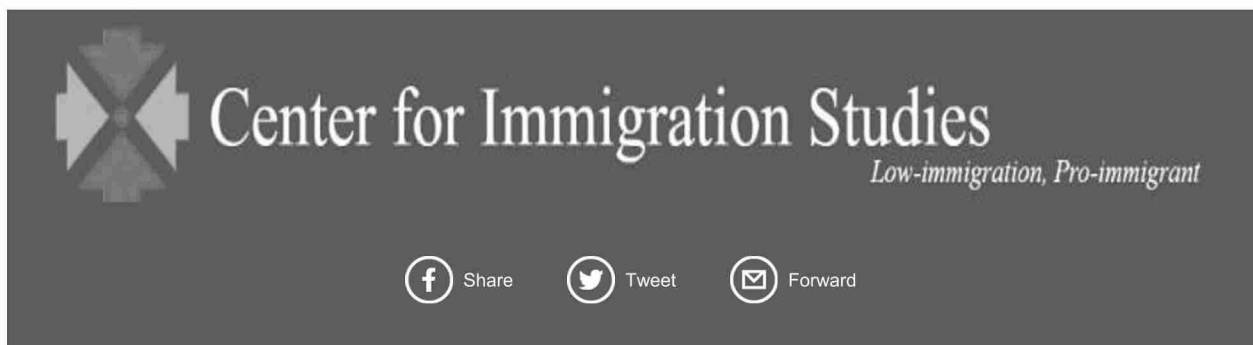 Center for Immigration Studies
Low-immigration, Pro-immigrant
Share Tweet Forward